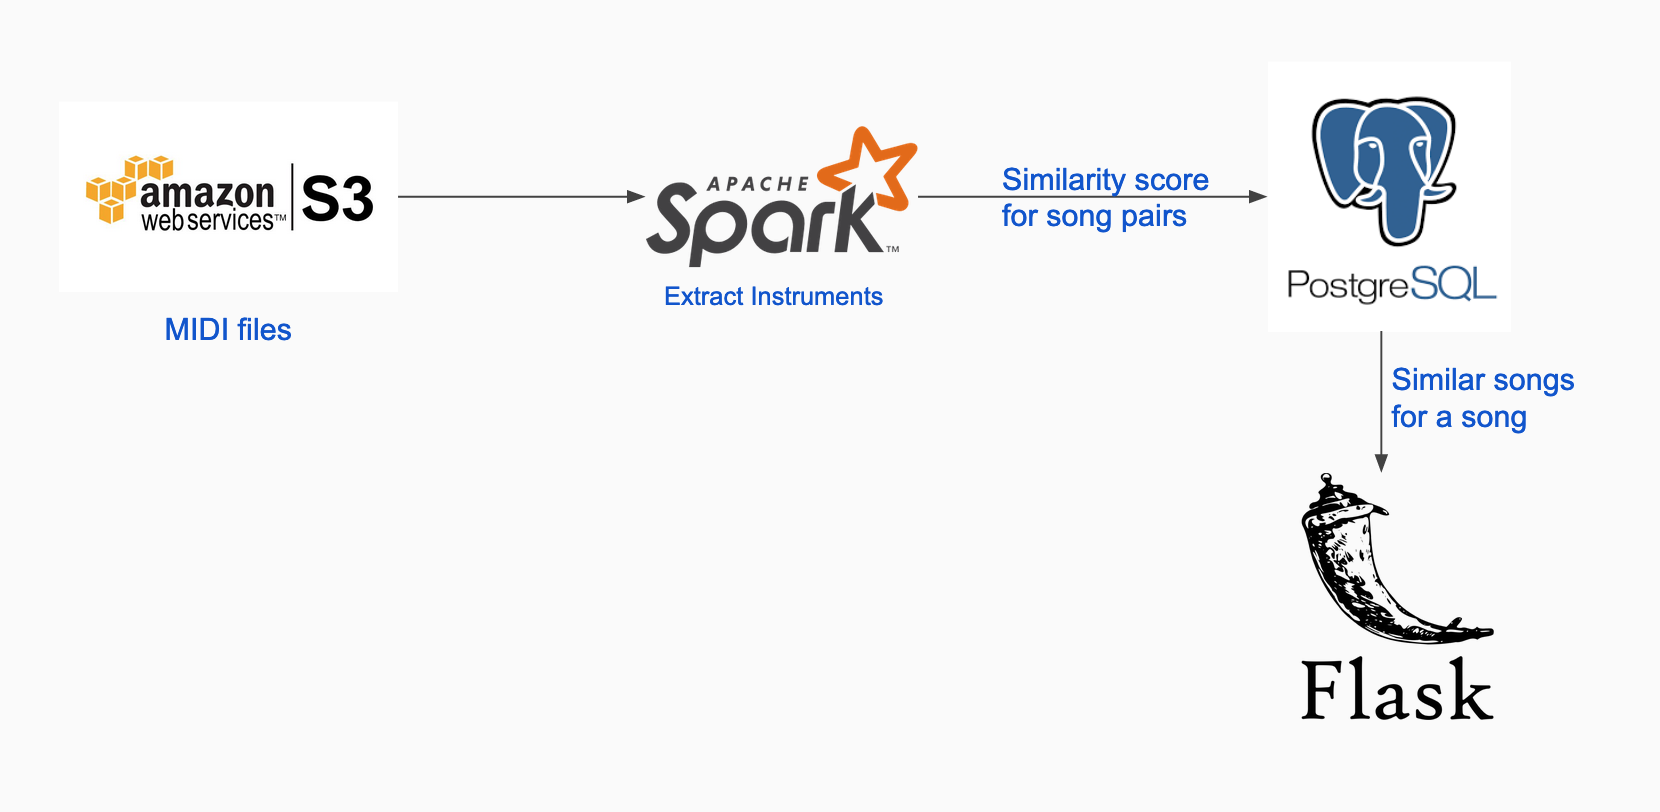 amazon
web services™
S3
MIDI files
APACHE
Spark™
Extract Instruments
Similarity score
for song pairs
PostgreSQL
Similar songs
for a song
Flask